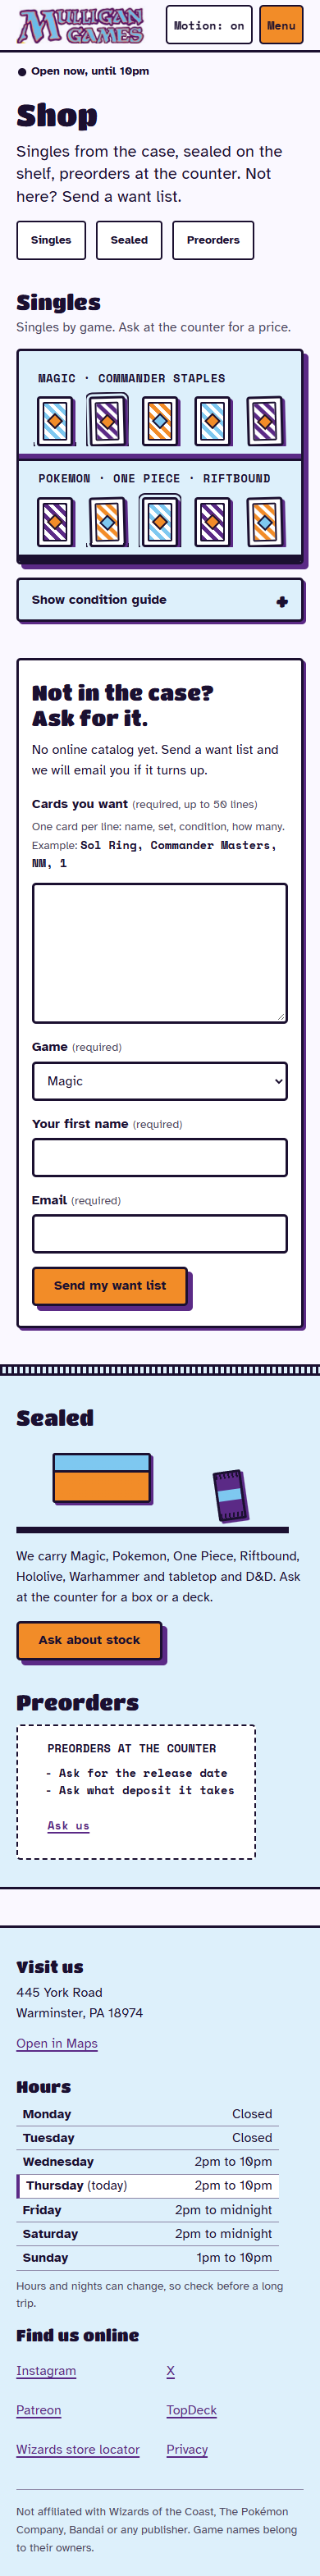 MULLIGAN
GAMES
Motion: on
Menu
Open now, until 10pm
Shop
Singles from the case, sealed on the
shelf, preorders at the counter. Not
here? Send a want list.
Singles
Sealed
Preorders
Singles
Singles by game. Ask at the counter for a price.
MAGIC · COMMANDER STAPLES
POKEMON · ONE PIECE · RIFTBOUND
Show condition guide
Not in the case?
Ask for it.
No online catalog yet. Send a want list and
we will email you if it turns up.
Cards you want (required, up to 50 lines)
One card per line: name, set, condition, how many.
Example: Sol Ring, Commander Masters,
NM, 1
Game (required)
Magic
Your first name (required)
Email (required)
Send my want list
Sealed
We carry Magic, Pokemon, One Piece, Riftbound,
Hololive, Warhammer and tabletop and D&D. Ask
at the counter for a box or a deck.
Ask about stock
Preorders
PREORDERS AT THE COUNTER
- Ask for the release date
- Ask what deposit it takes
Ask us
Visit us
445 York Road
Warminster, PA 18974
Open in Maps
Hours
Monday Closed
Tuesday Closed
Wednesday 2pm to 10pm
Thursday (today) 2pm to 10pm
Friday 2pm to midnight
Saturday 2pm to midnight
Sunday 1pm to 10pm
Hours and nights can change, so check before a long
trip.
Find us online
Instagram X
Patreon TopDeck
Wizards store locator Privacy
Not affiliated with Wizards of the Coast, The Pokémon
Company, Bandai or any publisher. Game names belong
to their owners.